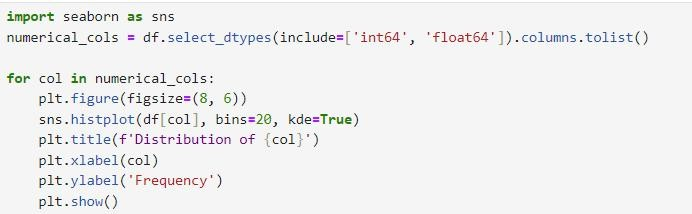 import seaborn as sns
numerical_cols = df.select_dtypes(include=['int64', 'float64']).columns.tolist()
for col in numerical_cols:
    plt.figure(figsize=(8, 6))
    sns.histplot(df[col], bins=20, kde=True)
    plt.title(f'Distribution of {col}')
    plt.xlabel(col)
    plt.ylabel('Frequency')
    plt.show()